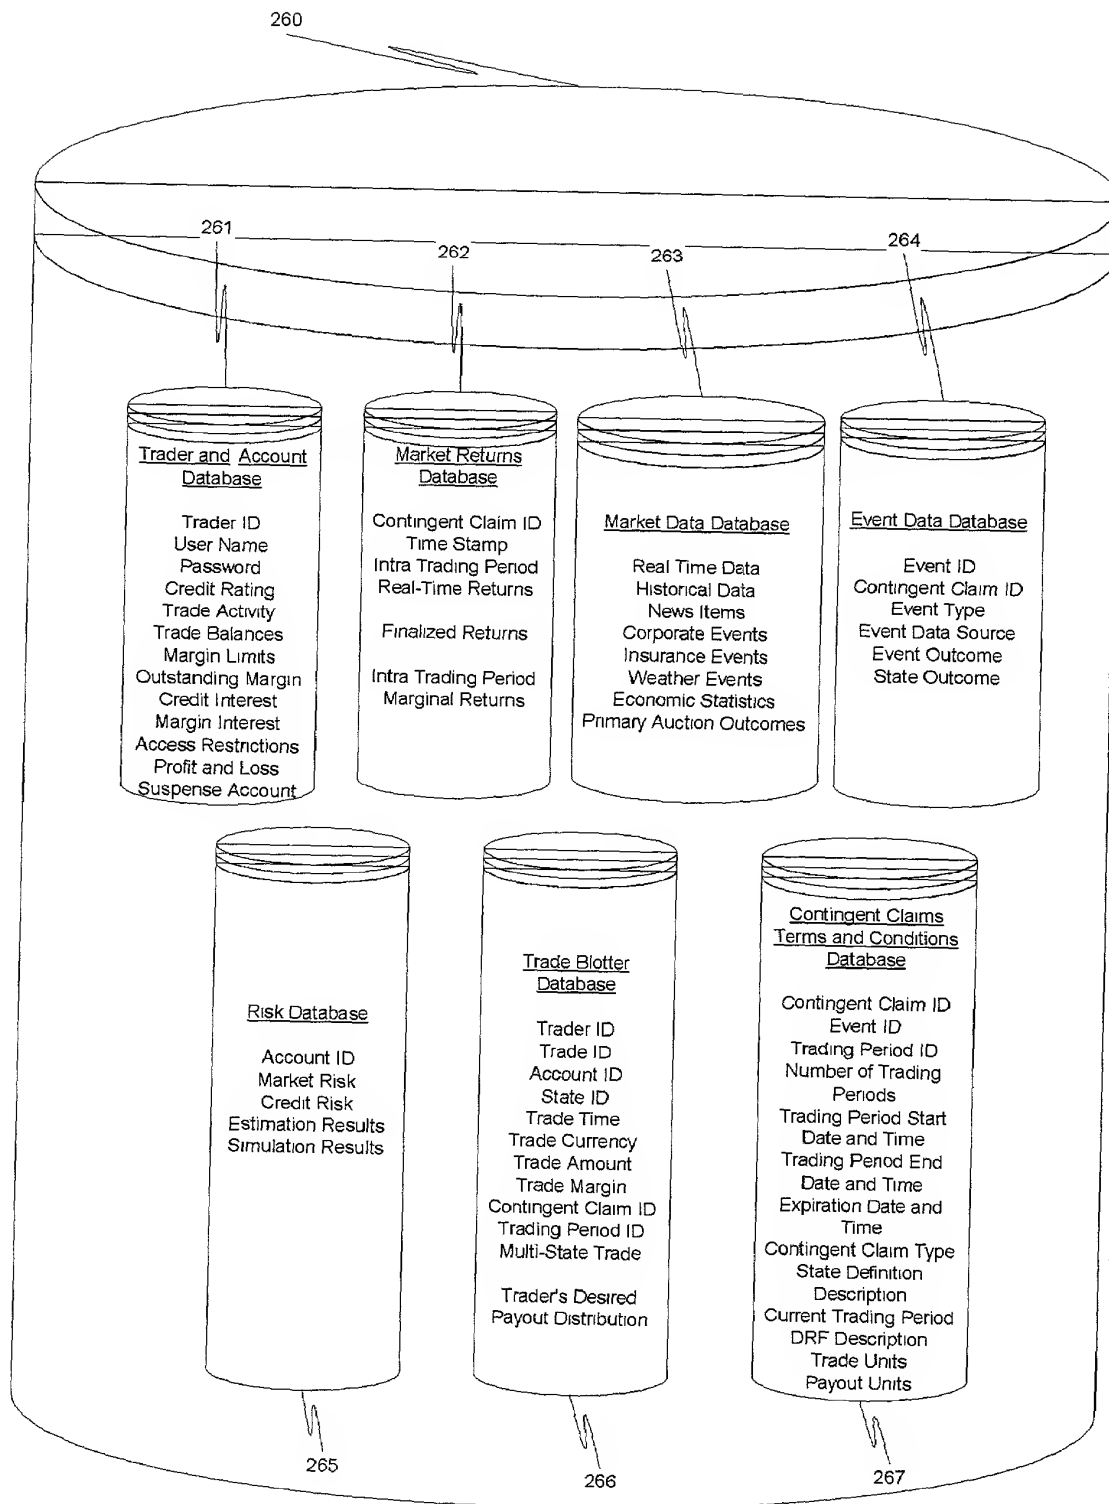 260
261
262
263
264
Trader and Account
Database
Trader ID
User Name
Password
Credit Rating
Trade Activity
Trade Balances
Margin Limits
Outstanding Margin
Credit Interest
Margin Interest
Access Restrictions
Profit and Loss
Suspense Account
Market Returns
Database
Contingent Claim ID
Time Stamp
Intra Trading Period
Real-Time Returns
Finalized Returns
Intra Trading Period
Marginal Returns
Market Data Database
Real Time Data
Historical Data
News Items
Corporate Events
Insurance Events
Weather Events
Economic Statistics
Primary Auction Outcomes
Event Data Database
Event ID
Contingent Claim ID
Event Type
Event Data Source
Event Outcome
State Outcome
Risk Database
Account ID
Market Risk
Credit Risk
Estimation Results
Simulation Results
Trade Blotter
Database
Trader ID
Trade ID
Account ID
State ID
Trade Time
Trade Currency
Trade Amount
Trade Margin
Contingent Claim ID
Trading Period ID
Multi-State Trade
Trader's Desired
Payout Distribution
Contingent Claims
Terms and Conditions
Database
Contingent Claim ID
Event ID
Trading Period ID
Number of Trading
Periods
Trading Period Start
Date and Time
Trading Period End
Date and Time
Expiration Date and
Time
Contingent Claim Type
State Definition
Description
Current Trading Period
DRF Description
Trade Units
Payout Units
265
266
267